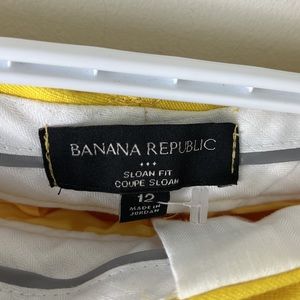 BANANA REPUBLIC
SLOAN FIT
COUPE SLOAN
12
MADE IN
JORDAN